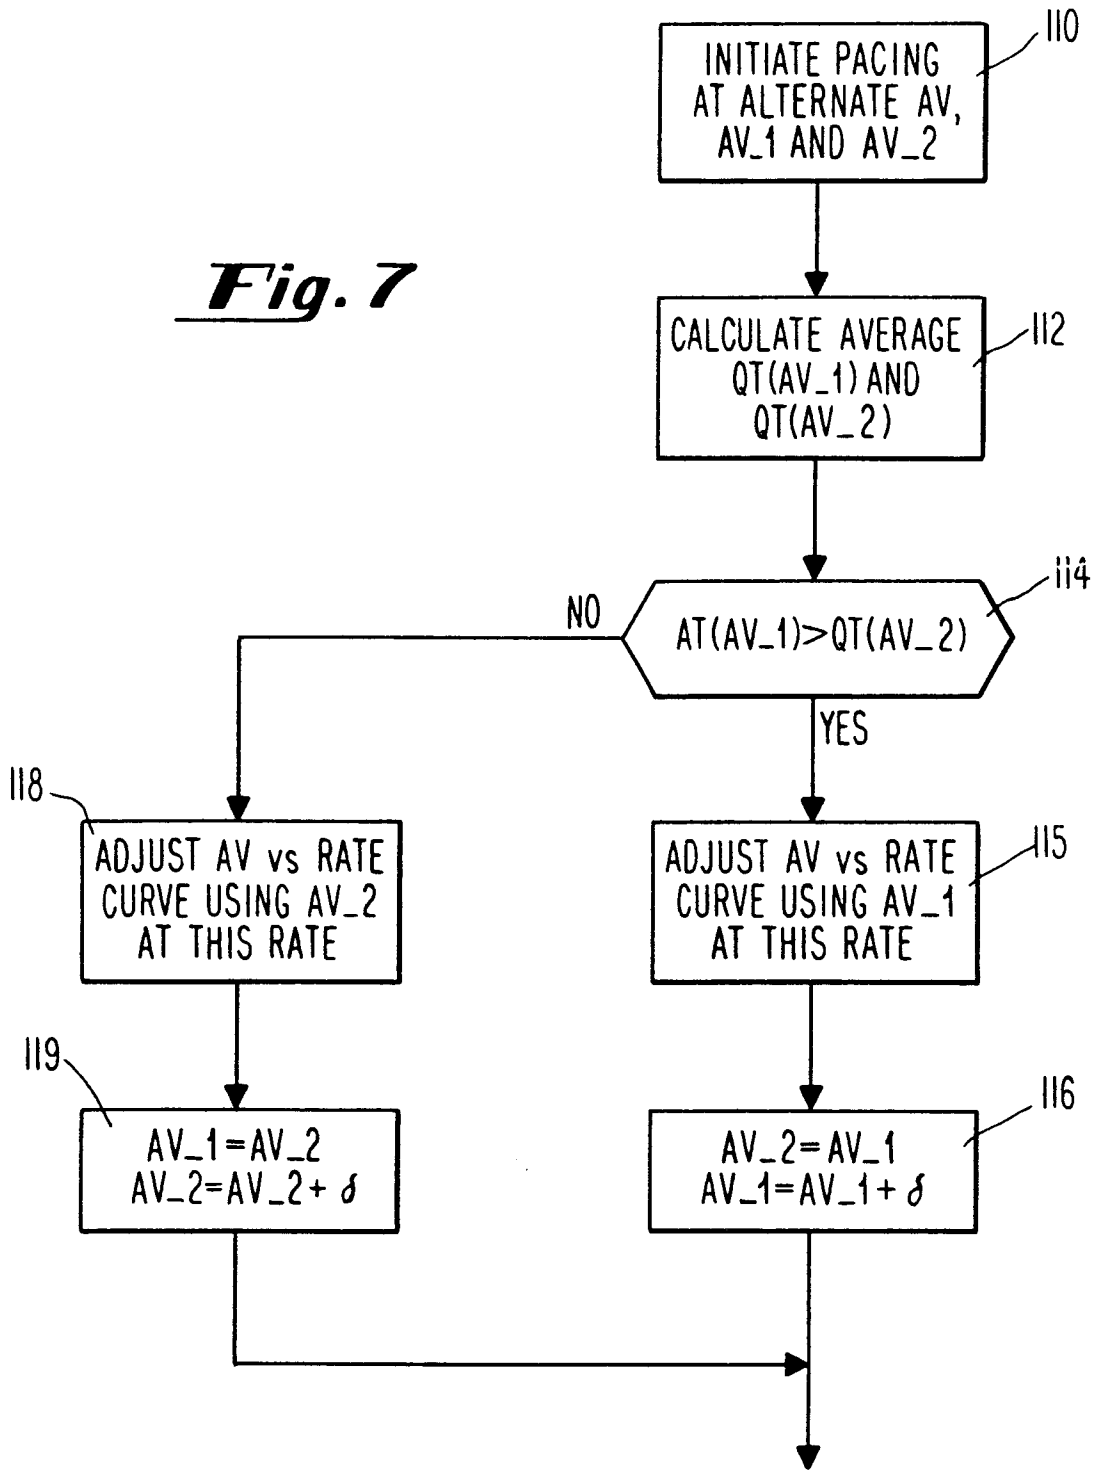 110
INITIATE PACING
AT ALTERNATE AV,
AV_1 AND AV_2
Fig. 7
112
CALCULATE AVERAGE
QT(AV_1) AND
QT(AV_2)
114
NO
AT(AV_1)>QT(AV_2)
YES
118
ADJUST AV vs RATE
CURVE USING AV_2
AT THIS RATE
115
ADJUST AV vs RATE
CURVE USING AV_1
AT THIS RATE
119
AV_1=AV_2
AV_2=AV_2+ δ
116
AV_2=AV_1
AV_1=AV_1+ δ